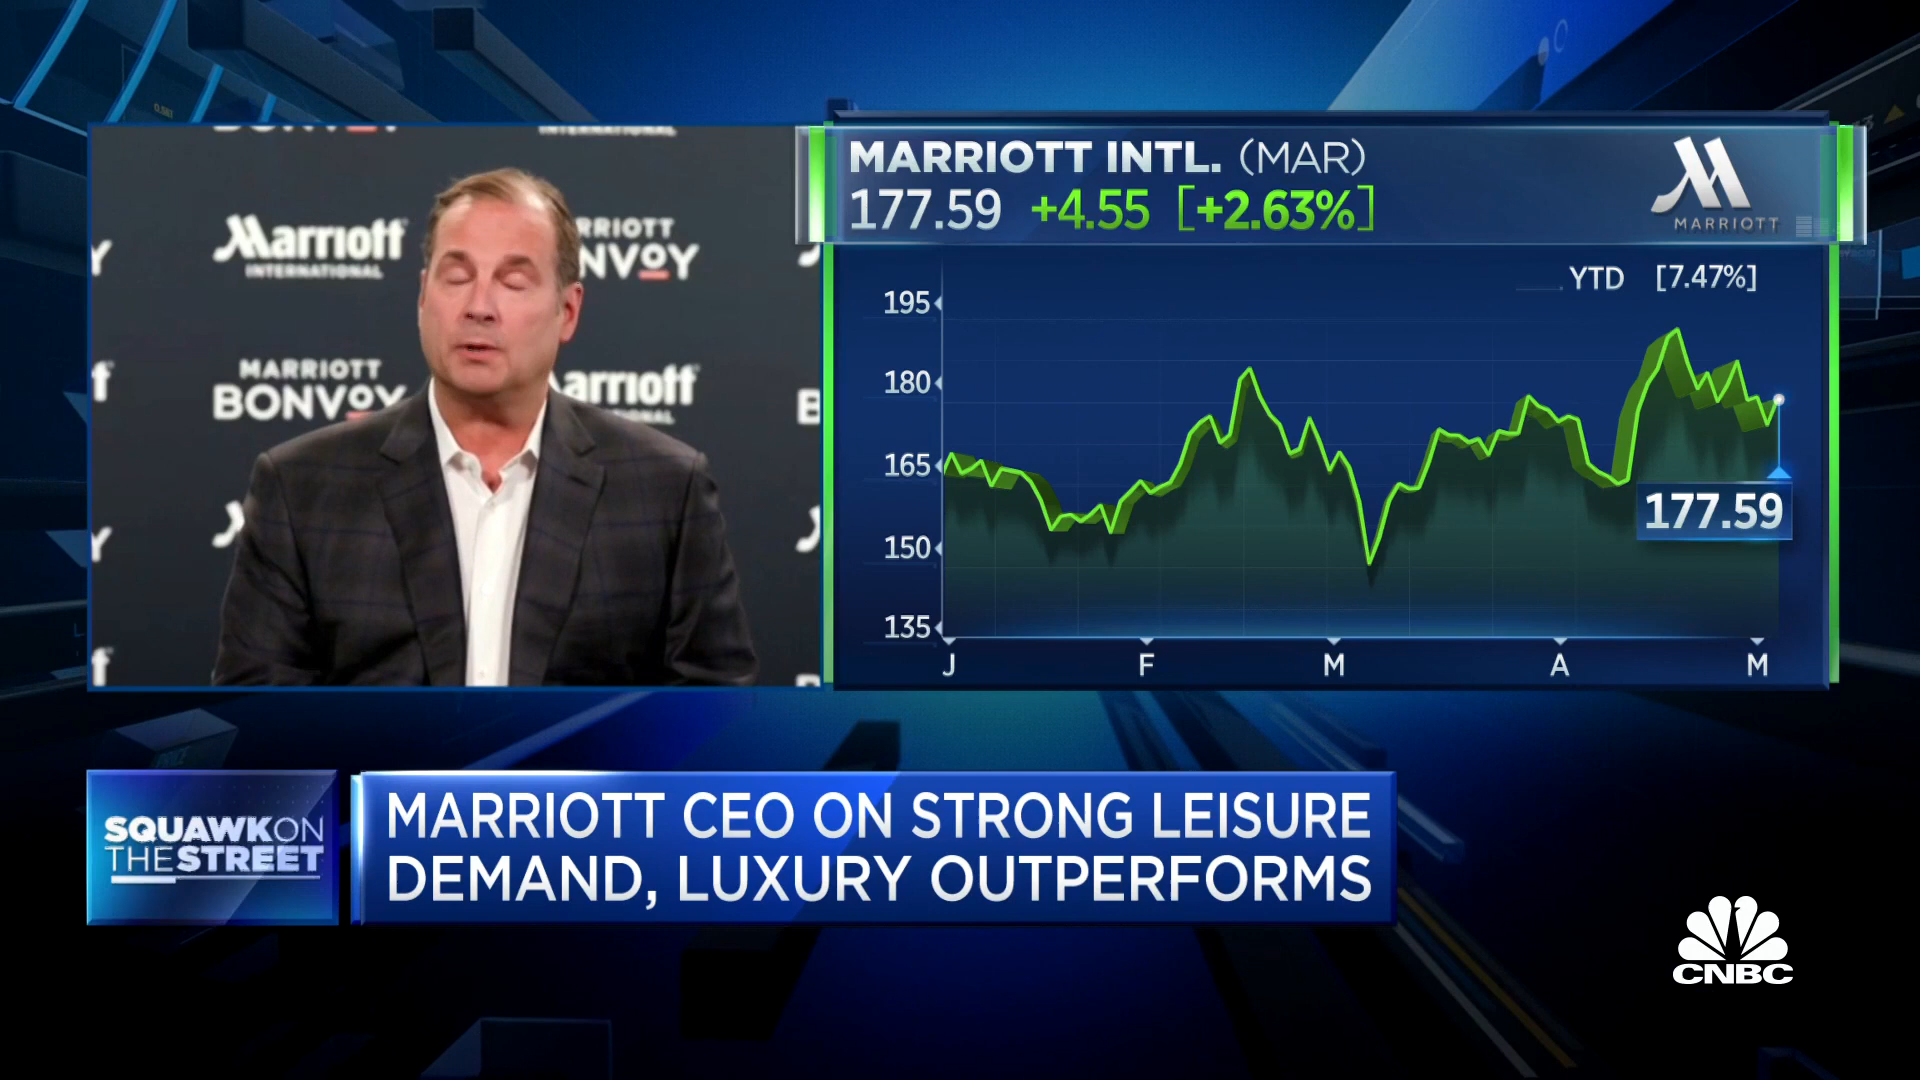 BONVOY
INTERNATIONAL
Marriott
INTERNATIONAL
RRIOTT
NVOY
MARRIOTT
BONVOY
arriott
MARRIOTT INTL. (MAR)
177.59 +4.55 [+2.63%]
MARRIOTT
YTD [7.47%]
195
180
165
150
135
J F M A M
177.59
SQUAWK ON
THE STREET
MARRIOTT CEO ON STRONG LEISURE
DEMAND, LUXURY OUTPERFORMS
CNBC